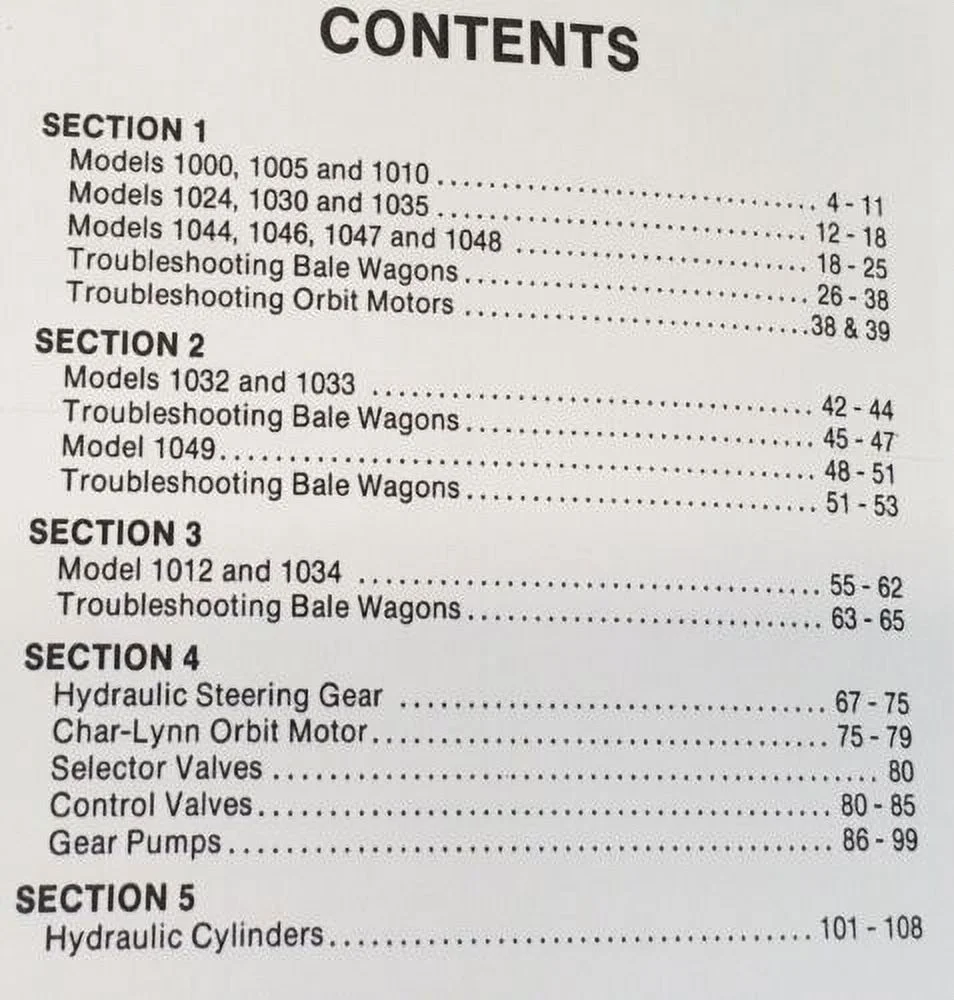 CONTENTS
SECTION 1
Models 1000, 1005 and 1010 ........................................ 4 - 11
Models 1024, 1030 and 1035 ...................................... 12 - 18
Models 1044, 1046, 1047 and 1048 .............................. 18 - 25
Troubleshooting Bale Wagons .................................... 26 - 38
Troubleshooting Orbit Motors .................................... 38 & 39
SECTION 2
Models 1032 and 1033 ............................................ 42 - 44
Troubleshooting Bale Wagons .................................... 45 - 47
Model 1049 ........................................................ 48 - 51
Troubleshooting Bale Wagons .................................... 51 - 53
SECTION 3
Model 1012 and 1034 .............................................. 55 - 62
Troubleshooting Bale Wagons .................................... 63 - 65
SECTION 4
Hydraulic Steering Gear .......................................... 67 - 75
Char-Lynn Orbit Motor ............................................ 75 - 79
Selector Valves .................................................... 80
Control Valves .................................................... 80 - 85
Gear Pumps ........................................................ 86 - 99
SECTION 5
Hydraulic Cylinders .............................................. 101 - 108